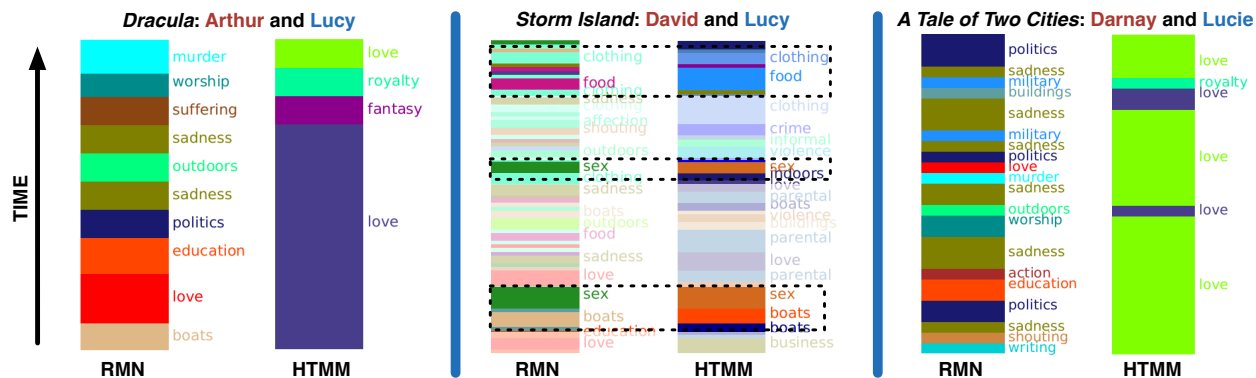 Dracula: Arthur and Lucy
TIME
murder
worship
suffering
sadness
outdoors
sadness
politics
education
love
boats
RMN
love
royalty
fantasy
love
HTMM
Storm Island: David and Lucy
clothing
food
clothing
sadness
clothing
affection
shouting
outdoors
sex
clothing
sadness
boats
outdoors
food
sadness
love
sex
boats
education
love
RMN
clothing
food
clothing
crime
informal
violence
sex
indoors
love
parental
boats
violence
buildings
parental
love
parental
sex
boats
boats
business
HTMM
A Tale of Two Cities: Darnay and Lucie
politics
sadness
military
buildings
sadness
military
sadness
politics
love
murder
sadness
outdoors
worship
sadness
action
education
politics
sadness
shouting
writing
RMN
love
royalty
love
love
love
love
HTMM